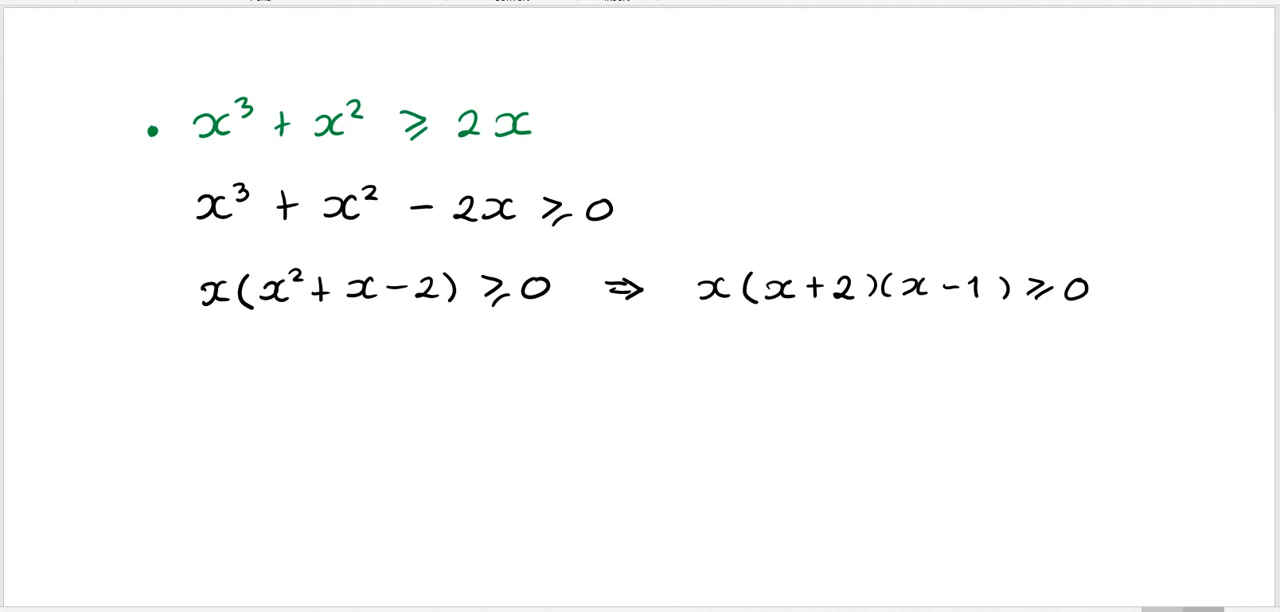 • x³ + x² ⩾ 2x
x³ + x² - 2x ⩾ 0
x(x² + x - 2) ⩾ 0 ⇒ x(x+2)(x-1) ⩾ 0